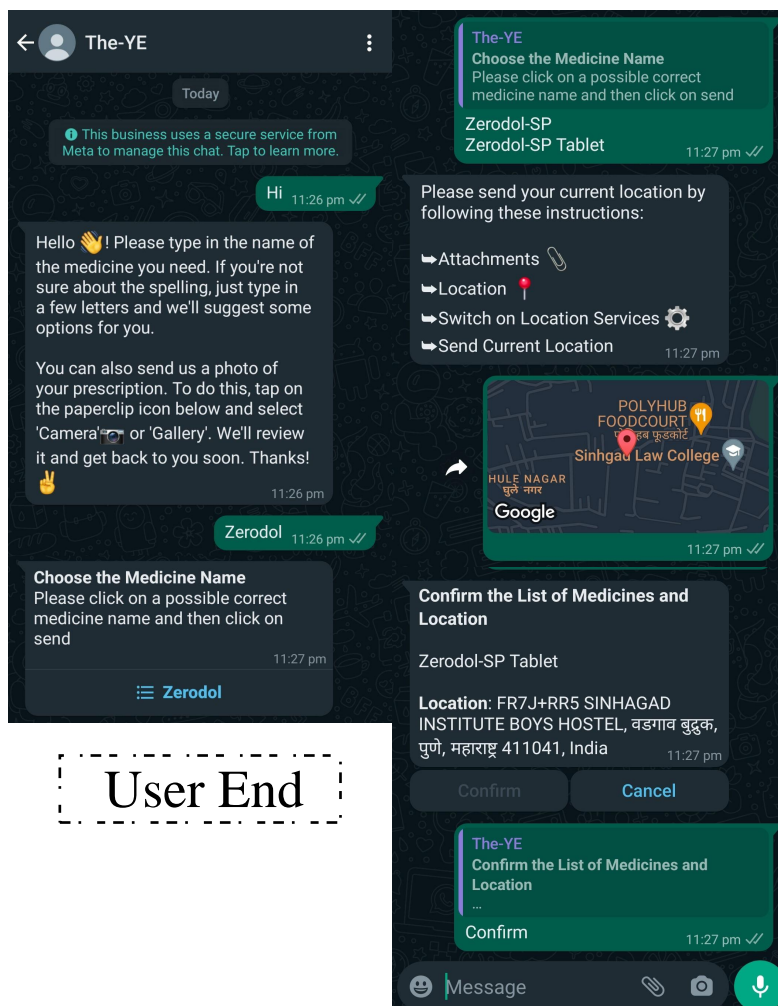 The-YE
Today
This business uses a secure service from
Meta to manage this chat. Tap to learn more.
Hi 11:26 pm
Hello 👋! Please type in the name of
the medicine you need. If you're not
sure about the spelling, just type in
a few letters and we'll suggest some
options for you.
You can also send us a photo of
your prescription. To do this, tap on
the paperclip icon below and select
'Camera'📷 or 'Gallery'. We'll review
it and get back to you soon. Thanks!
✌️
11:26 pm
Zerodol 11:26 pm
Choose the Medicine Name
Please click on a possible correct
medicine name and then click on
send
11:27 pm
Zerodol
User End
The-YE
Choose the Medicine Name
Please click on a possible correct
medicine name and then click on send
Zerodol-SP
Zerodol-SP Tablet
11:27 pm
Please send your current location by
following these instructions:
➥Attachments 📎
➥Location 📍
➥Switch on Location Services ⚙️
➥Send Current Location
11:27 pm
POLYHUB
FOODCOURT
फूडकोर्ट
Sinhgad Law College
HULE NAGAR
घुले नगर
Google
11:27 pm
Confirm the List of Medicines and
Location
Zerodol-SP Tablet
Location: FR7J+RR5 SINHAGAD
INSTITUTE BOYS HOSTEL, वडगाव बुद्रुक,
पुणे, महाराष्ट्र 411041, India
11:27 pm
Confirm
Cancel
The-YE
Confirm the List of Medicines and
Location
...
Confirm
11:27 pm
Message